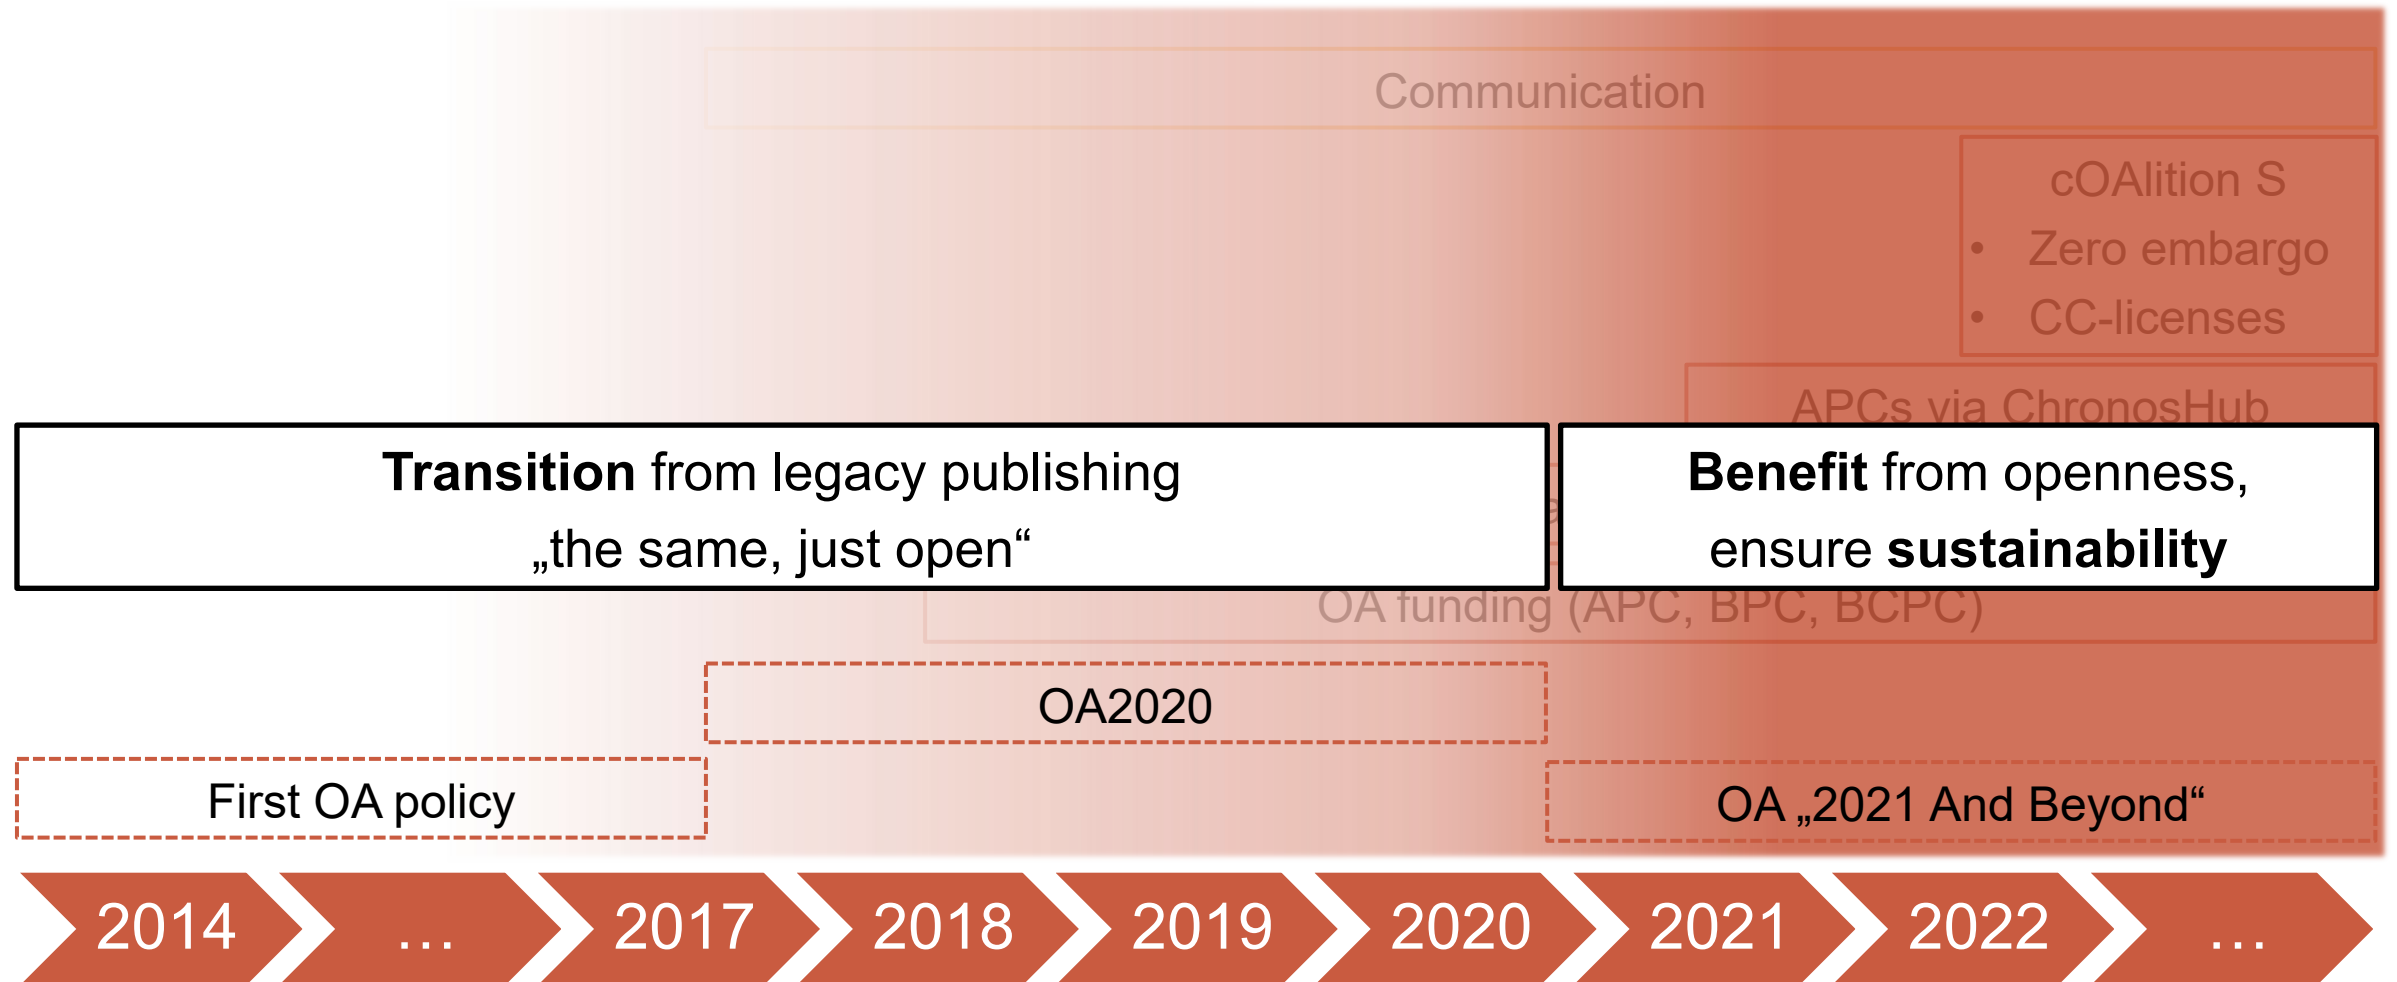 Communication
cOAlition S
• Zero embargo
• CC-licenses
APCs via ChronosHub
Transition from legacy publishing
„the same, just open“
Benefit from openness,
ensure sustainability
OA funding (APC, BPC, BCPC)
OA2020
First OA policy
OA „2021 And Beyond“
2014
…
2017
2018
2019
2020
2021
2022
…